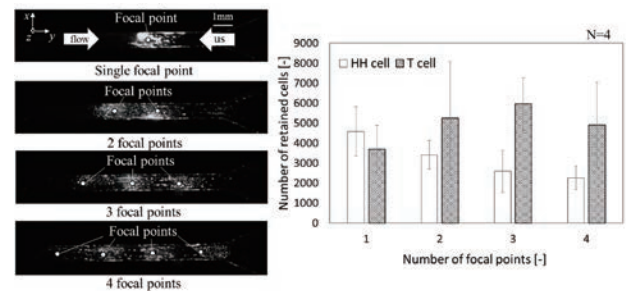 Focal point
1mm
x
z
y
flow
us
Single focal point
2 focal points
Focal points
3 focal points
Focal points
4 focal points
N=4
9000
8000
7000
6000
5000
4000
3000
2000
1000
0
HH cell
T cell
Number of retained cells [-]
1 2 3 4
Number of focal points [-]